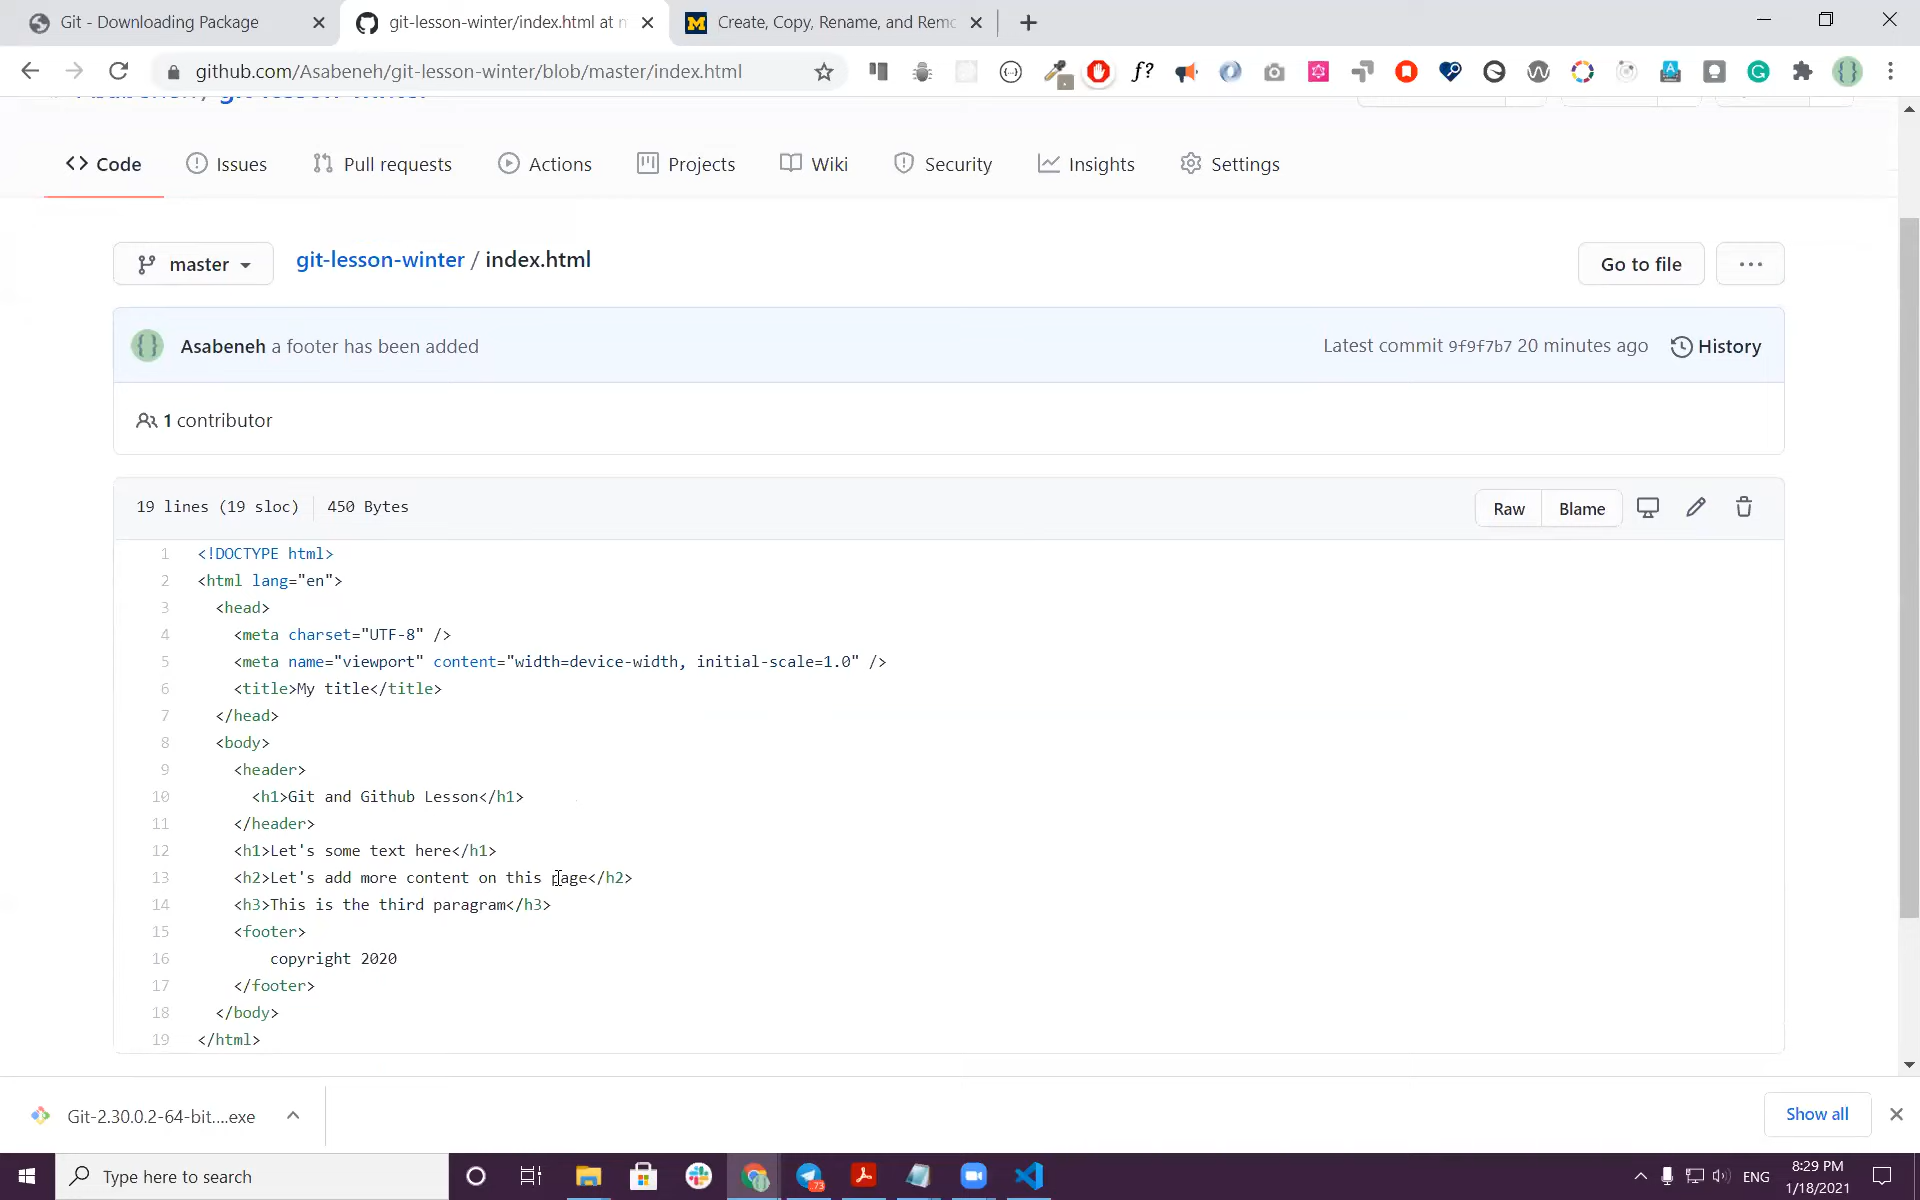 Git - Downloading Package
git-lesson-winter/index.html at m
Create, Copy, Rename, and Remo
github.com/Asabeneh/git-lesson-winter/blob/master/index.html
f?
Asabeneh / git-lesson-winter
Code
Issues
Pull requests
Actions
Projects
Wiki
Security
Insights
Settings
master
git-lesson-winter / index.html
Go to file
Asabeneh a footer has been added
Latest commit 9f9f7b7 20 minutes ago
History
1 contributor
19 lines (19 sloc)
450 Bytes
Raw
Blame
1 <!DOCTYPE html>
2 <html lang="en">
3 <head>
4 <meta charset="UTF-8" />
5 <meta name="viewport" content="width=device-width, initial-scale=1.0" />
6 <title>My title</title>
7 </head>
8 <body>
9 <header>
10 <h1>Git and Github Lesson</h1>
11 </header>
12 <h1>Let's some text here</h1>
13 <h2>Let's add more content on this page</h2>
14 <h3>This is the third paragram</h3>
15 <footer>
16 copyright 2020
17 </footer>
18 </body>
19 </html>
Git-2.30.0.2-64-bit....exe
Show all
Type here to search
73
ENG
8:29 PM
1/18/2021